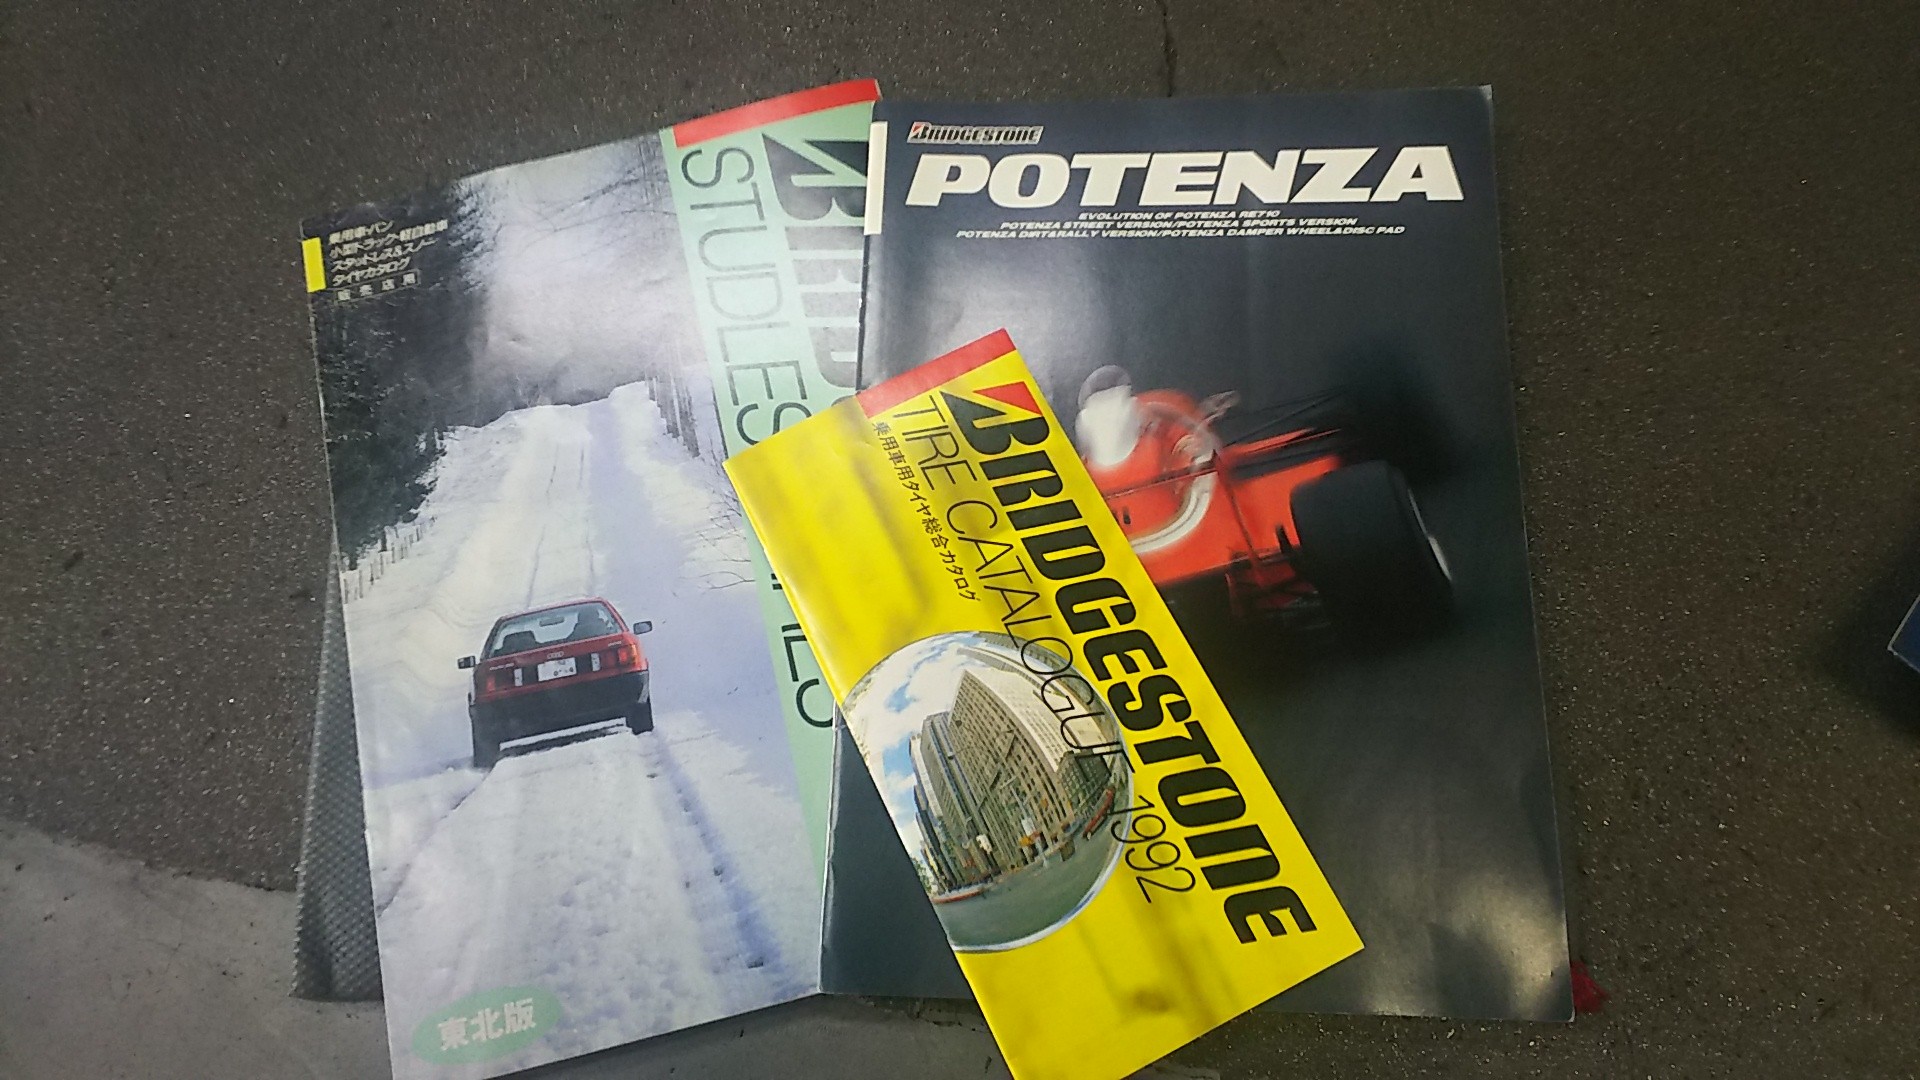 乗用車・バン
小型トラック・軽自動車
スタッドレス&スノー
タイヤカタログ
販売店用
STUDLES
東北版
BRIDGESTONE
POTENZA
EVOLUTION OF POTENZA RE710
POTENZA STREET VERSION/POTENZA SPORTS VERSION
POTENZA DIRT&RALLY VERSION/POTENZA DAMPER WHEEL&DISC PAD
BRIDGESTONE
TIRE CATALOGUE 1992
乗用車用タイヤ総合カタログ